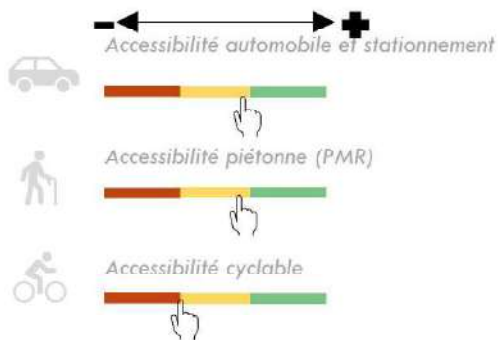 Accessibilité automobile et stationnement
Accessibilité piétonne (PMR)
Accessibilité cyclable